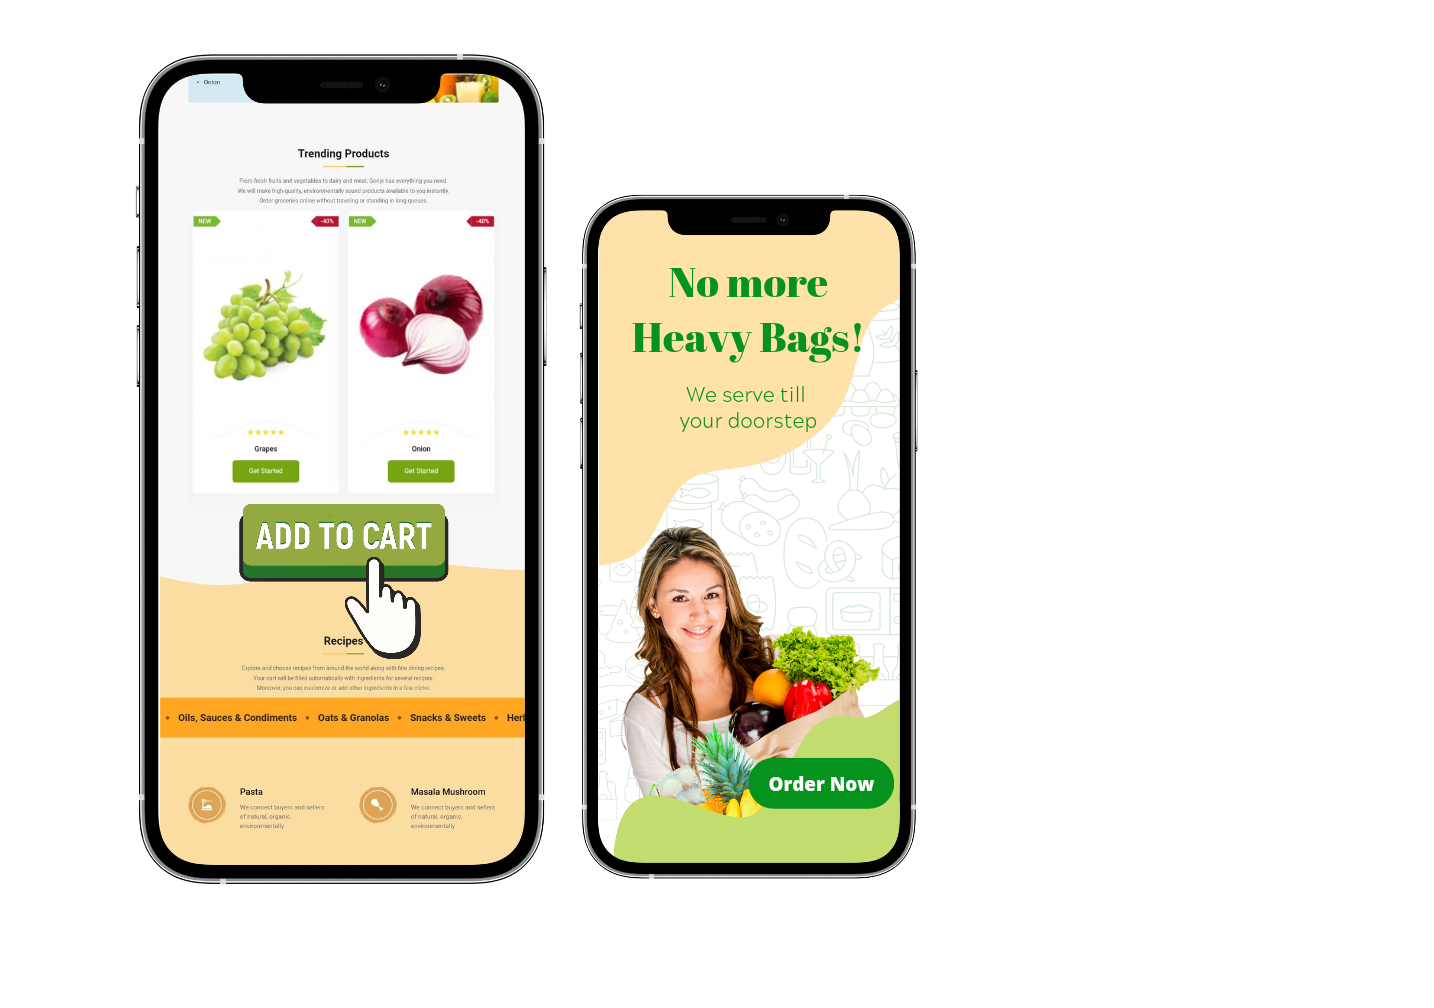 Onion
Trending Products
From fresh fruits and vegetables to dairy and meat, Gonje has everything you need.
We will make high-quality, environmentally sound products available to you instantly.
Order groceries online without traveling or standing in long queues.
NEW
-40%
NEW
-40%
Grapes
Onion
Get Started
Get Started
ADD TO CART
Recipes
Explore and choose recipes from around the world along with fine dining recipes.
Your cart will be filled automatically with ingredients for several recipes.
Moreover, you can customize or add other ingredients in a few clicks.
• Oils, Sauces & Condiments • Oats & Granolas • Snacks & Sweets •
Pasta
We connect buyers and sellers
of natural, organic,
environmentally
Masala Mushroom
We connect buyers and sellers
of natural, organic,
environmentally
No more
Heavy Bags!
We serve till
your doorstep
Order Now